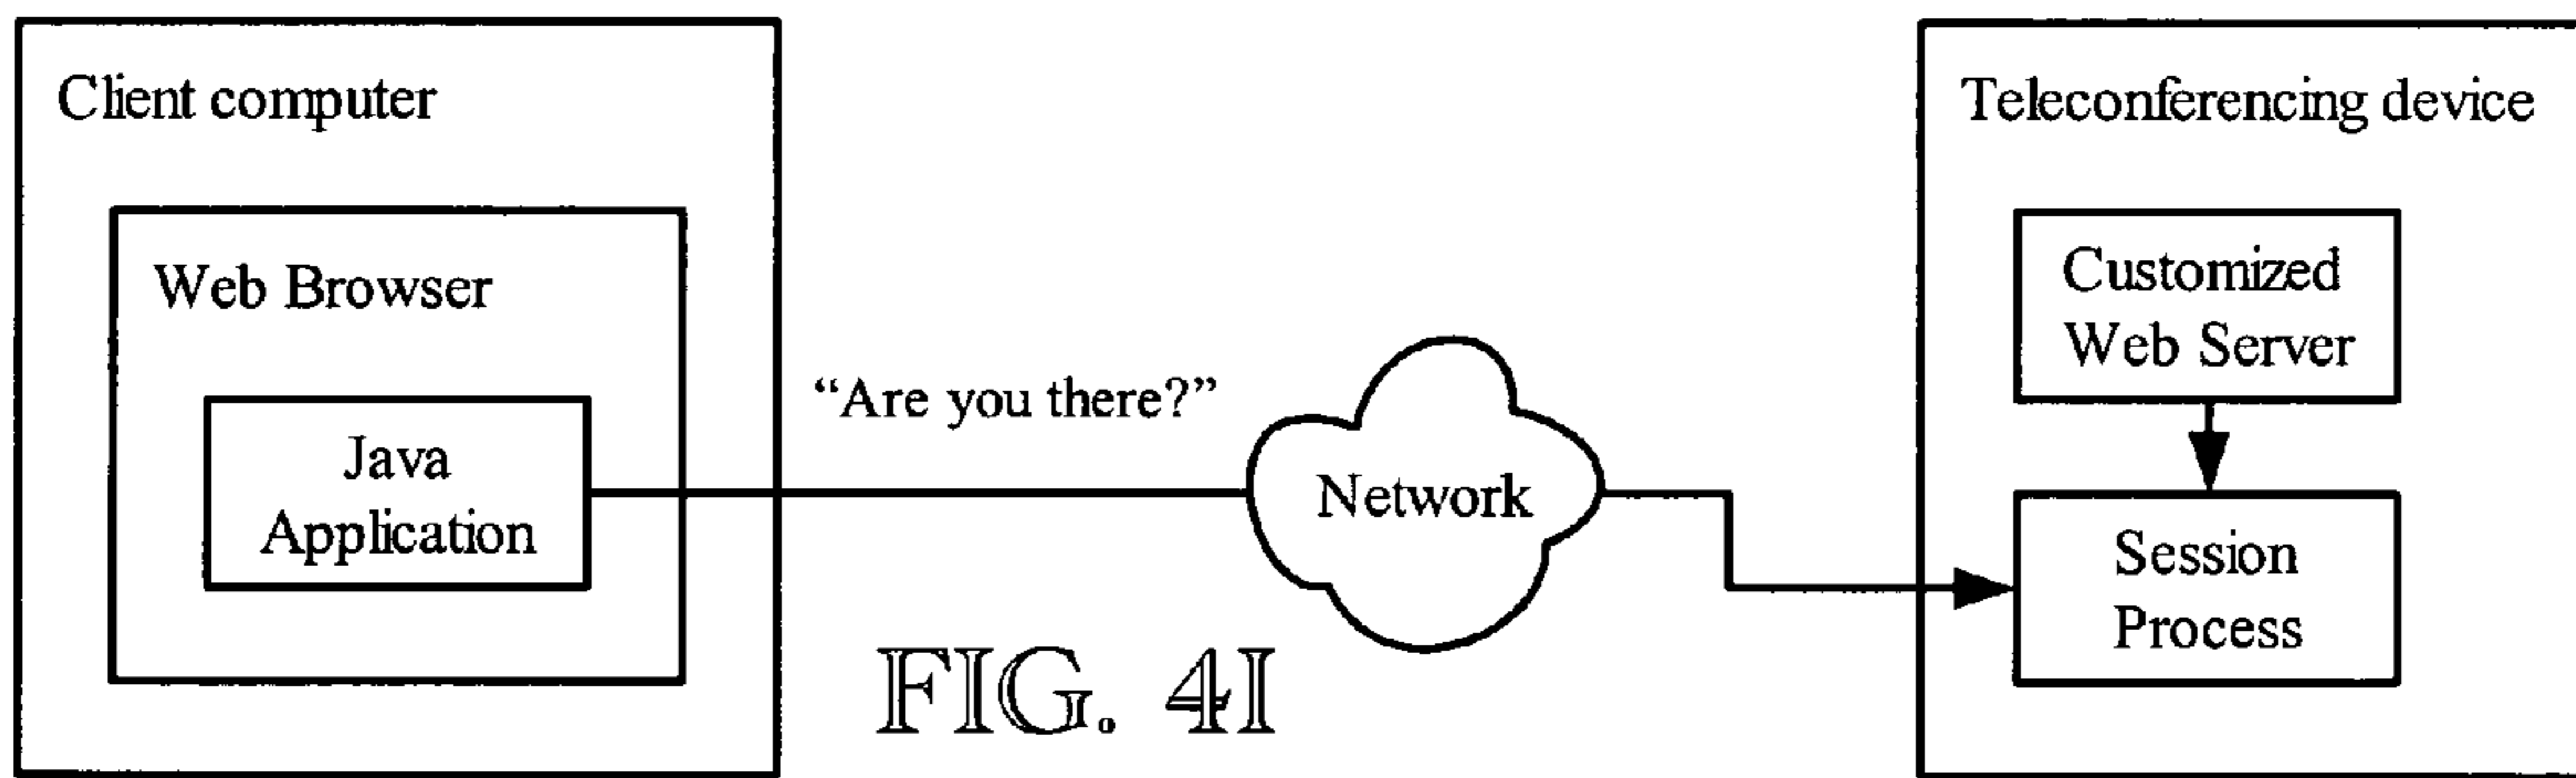 Client computer
Web Browser
Java
Application
“Are you there?”
Network
Teleconferencing device
Customized
Web Server
Session
Process
FIG. 4I